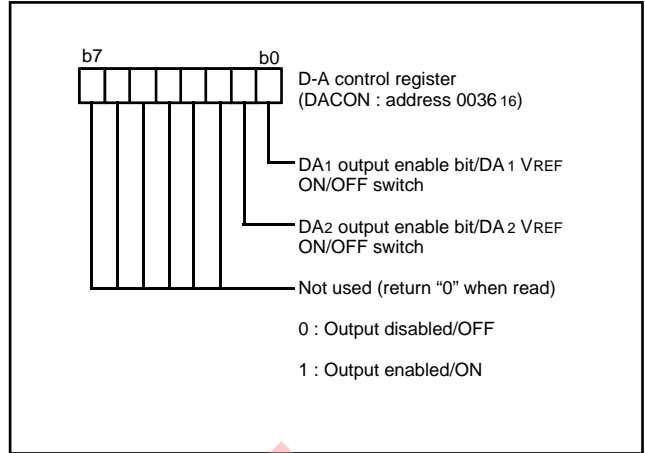 b7 b0
D-A control register
(DACON : address 0036 16)
DA1 output enable bit/DA 1 VREF
ON/OFF switch
DA2 output enable bit/DA 2 VREF
ON/OFF switch
Not used (return “0” when read)
0 : Output disabled/OFF
1 : Output enabled/ON